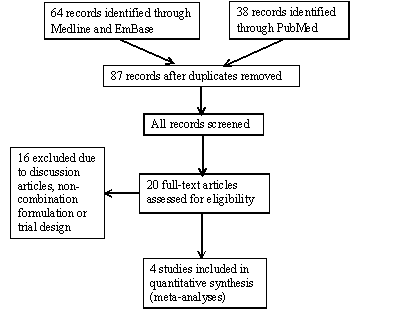 64 records identified through
Medline and EmBase
38 records identified
through PubMed
87 records after duplicates removed
All records screened
16 excluded due
to discussion
articles, non-
combination
formulation or
trial design
20 full-text articles
assessed for eligibility
4 studies included in
quantitative synthesis
(meta-analyses)